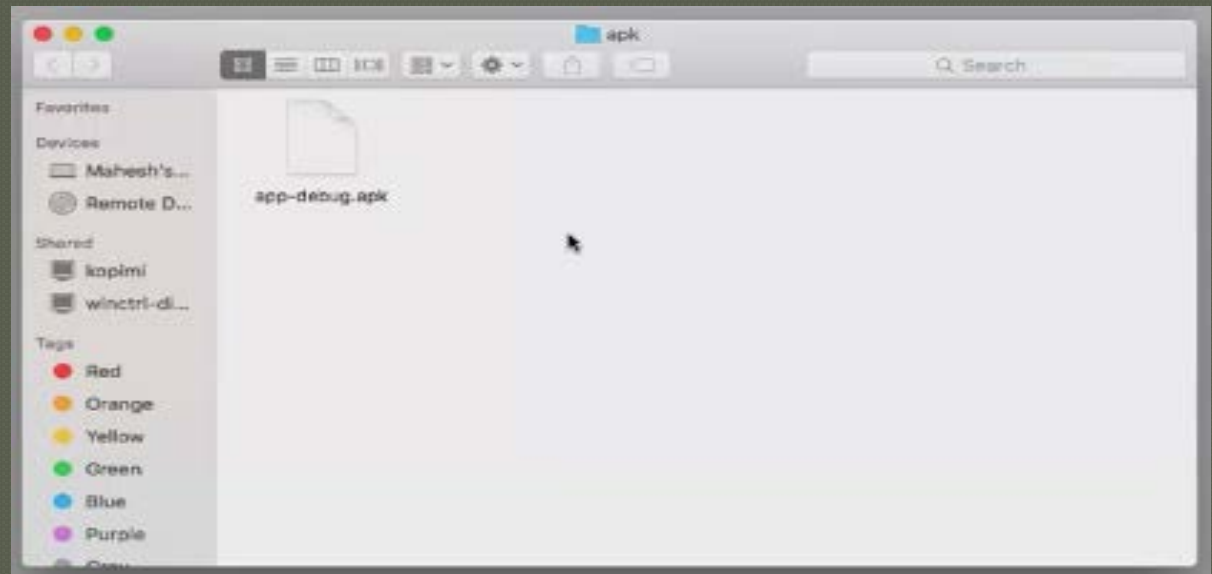 apk
Search
Favorites
Devices
Mahesh's...
Remote D...
app-debug.apk
Shared
kopimi
winctrl-di...
Tags
Red
Orange
Yellow
Green
Blue
Purple
Gray